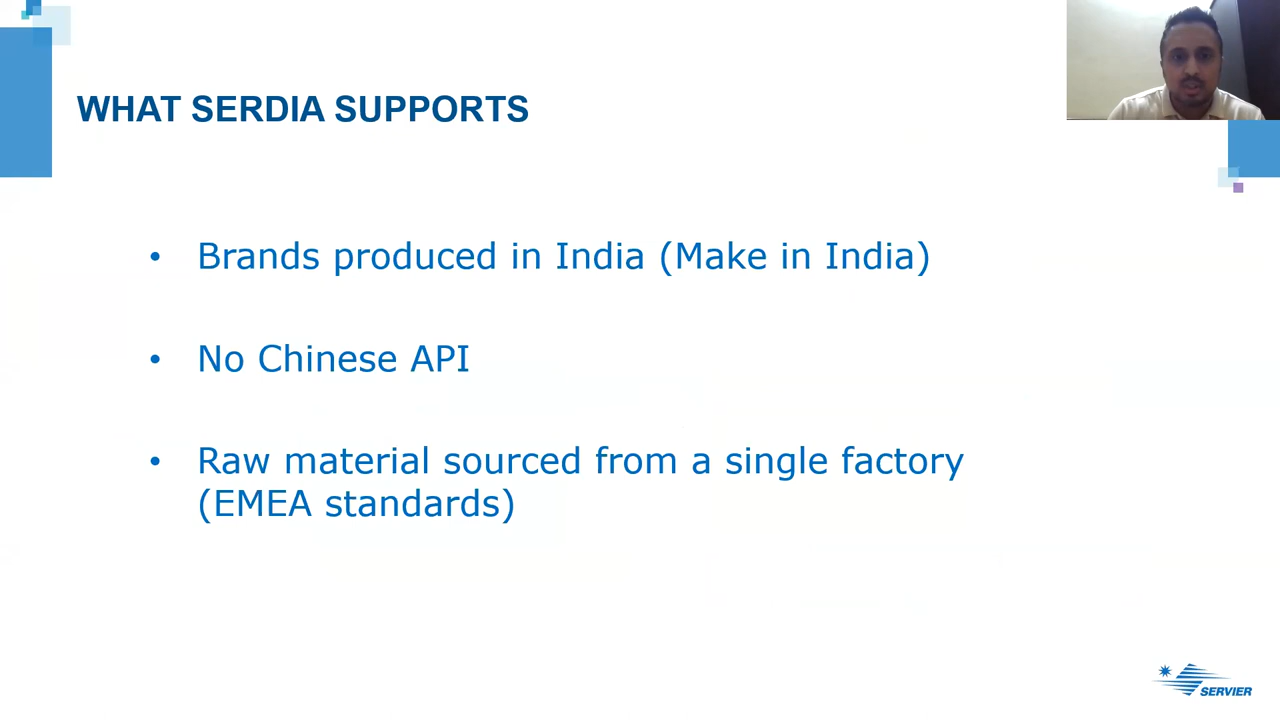 WHAT SERDIA SUPPORTS
• Brands produced in India (Make in India)
• No Chinese API
• Raw material sourced from a single factory
(EMEA standards)
SERVIER